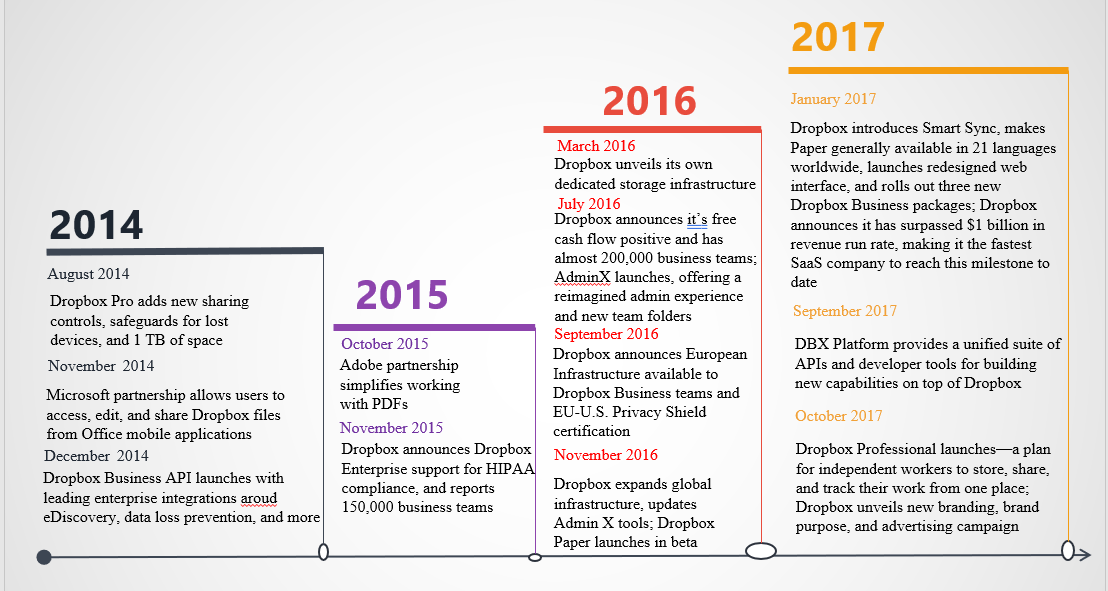 2014
August 2014
Dropbox Pro adds new sharing
controls, safeguards for lost
devices, and 1 TB of space
November 2014
Microsoft partnership allows users to
access, edit, and share Dropbox files
from Office mobile applications
December 2014
Dropbox Business API launches with
leading enterprise integrations aroud
eDiscovery, data loss prevention, and more
2015
October 2015
Adobe partnership
simplifies working
with PDFs
November 2015
Dropbox announces Dropbox
Enterprise support for HIPAA
compliance, and reports
150,000 business teams
2016
March 2016
Dropbox unveils its own
dedicated storage infrastructure
July 2016
Dropbox announces it’s free
cash flow positive and has
almost 200,000 business teams;
AdminX launches, offering a
reimagined admin experience
and new team folders
September 2016
Dropbox announces European
Infrastructure available to
Dropbox Business teams and
EU-U.S. Privacy Shield
certification
November 2016
Dropbox expands global
infrastructure, updates
Admin X tools; Dropbox
Paper launches in beta
2017
January 2017
Dropbox introduces Smart Sync, makes
Paper generally available in 21 languages
worldwide, launches redesigned web
interface, and rolls out three new
Dropbox Business packages; Dropbox
announces it has surpassed $1 billion in
revenue run rate, making it the fastest
SaaS company to reach this milestone to
date
September 2017
DBX Platform provides a unified suite of
APIs and developer tools for building
new capabilities on top of Dropbox
October 2017
Dropbox Professional launches—a plan
for independent workers to store, share,
and track their work from one place;
Dropbox unveils new branding, brand
purpose, and advertising campaign